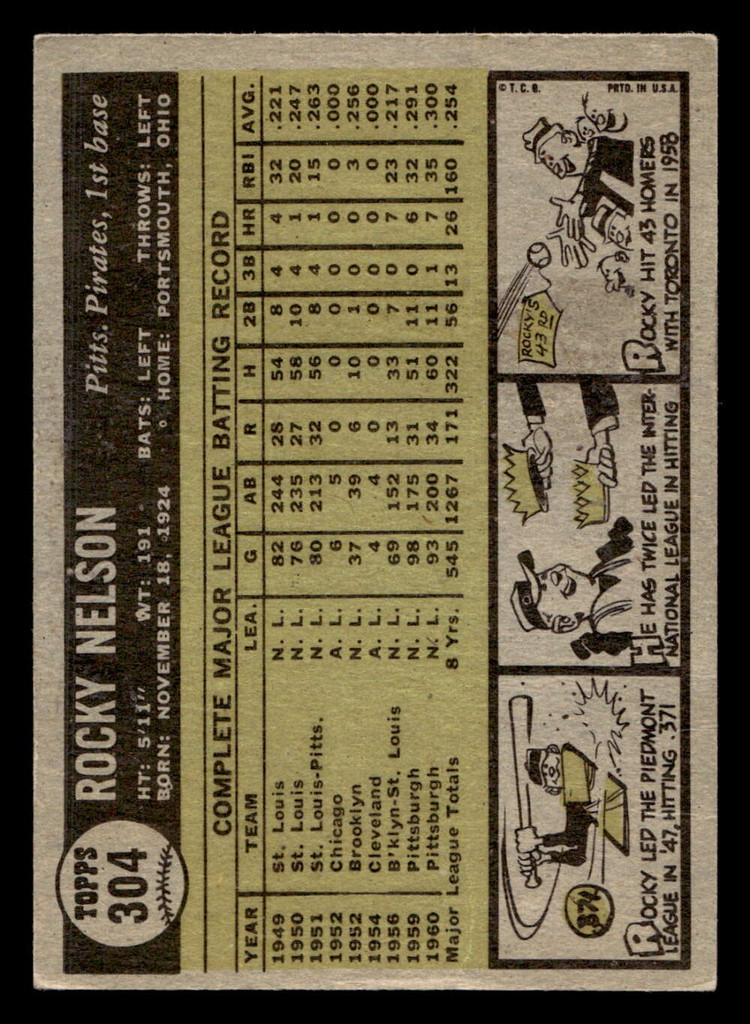 TOPPS
304
ROCKY NELSON Pitts. Pirates, 1st base
HT: 5'11" WT: 191 BATS: LEFT THROWS: LEFT
BORN: NOVEMBER 18, 1924 HOME: PORTSMOUTH, OHIO
COMPLETE MAJOR LEAGUE BATTING RECORD
YEAR TEAM LEA. G AB R H 2B 3B HR RBI AVG.
1949 St. Louis N. L. 82 244 28 54 8 4 4 32 .221
1950 St. Louis N. L. 76 235 27 58 10 4 1 20 .247
1951 St. Louis-Pitts. N. L. 80 213 32 56 8 4 1 15 .263
1952 Chicago A. L. 6 5 0 0 0 0 0 0 .000
1952 Brooklyn N. L. 37 39 6 10 1 0 0 3 .256
1954 Cleveland A. L. 4 4 0 0 0 0 0 0 .000
1956 B'klyn-St. Louis N. L. 69 152 13 33 7 0 7 23 .217
1959 Pittsburgh N. L. 98 175 31 51 11 0 6 32 .291
1960 Pittsburgh N. L. 93 200 34 60 11 1 7 35 .300
Major League Totals 8 Yrs. 545 1267 171 322 56 13 26 160 .254
.371
ROCKY LED THE PIEDMONT
LEAGUE IN '47, HITTING .371
HE HAS TWICE LED THE INTER-
NATIONAL LEAGUE IN HITTING
© T. C. G. PRTD. IN U.S.A.
ROCKY'S
43RD
ROCKY HIT 43 HOMERS
WITH TORONTO IN 1958